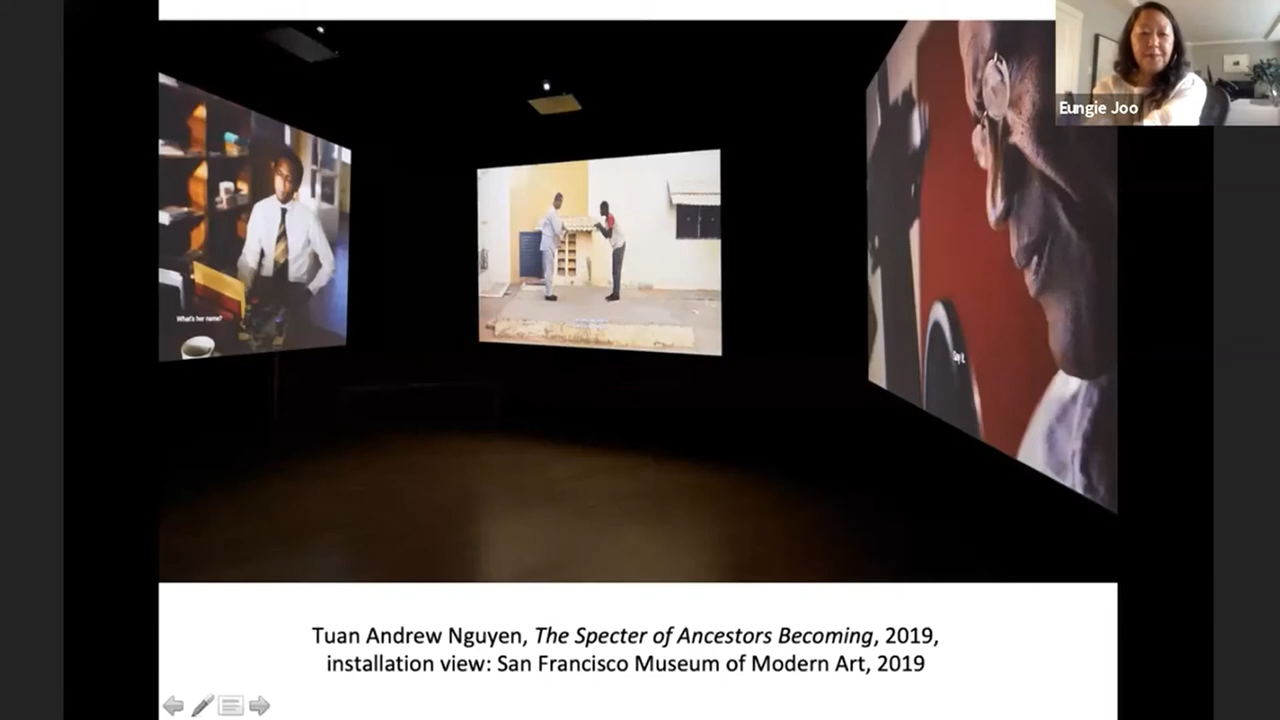 Eungie Joo
What's her name?
Say it.
Tuan Andrew Nguyen, The Specter of Ancestors Becoming, 2019,
installation view: San Francisco Museum of Modern Art, 2019